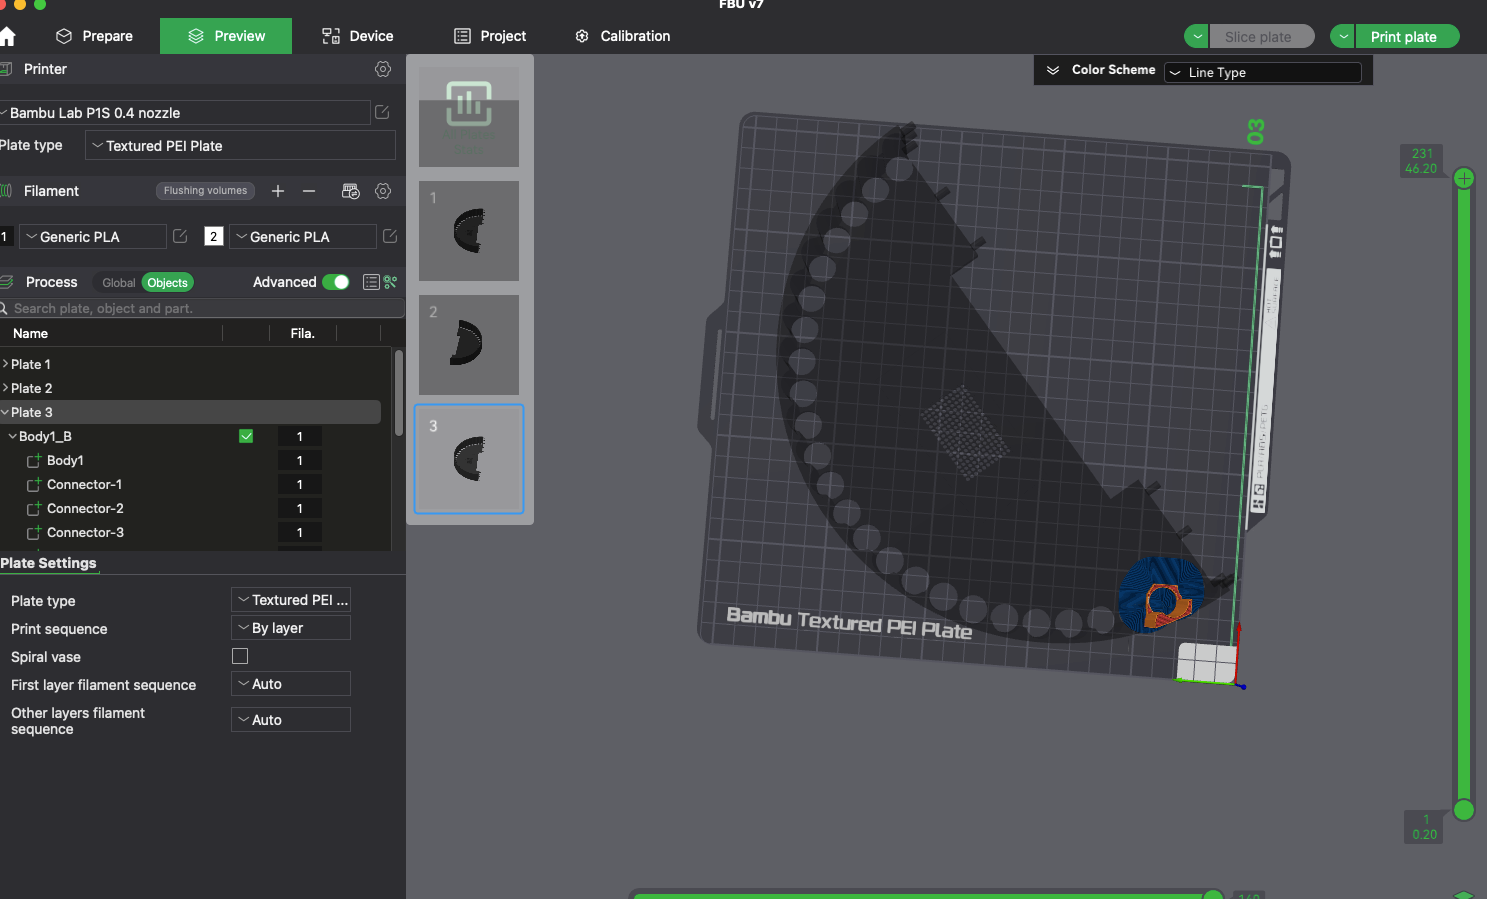 FBU v7
Prepare
Preview
Device
Project
Calibration
Slice plate
Print plate
Printer
Color Scheme
Line Type
Bambu Lab P1S 0.4 nozzle
Plate type
Textured PEI Plate
Filament
Flushing volumes
1
Generic PLA
2
Generic PLA
Process
Global
Objects
Advanced
Search plate, object and part.
Name
Fila.
Plate 1
Plate 2
Plate 3
Body1_B
1
Body1
1
Connector-1
1
Connector-2
1
Connector-3
1
Plate Settings
Plate type
Textured PEI ...
Print sequence
By layer
Spiral vase
First layer filament sequence
Auto
Other layers filament
sequence
Auto
1
2
3
03
Bambu Textured PEI Plate
231
46.20
1
0.20